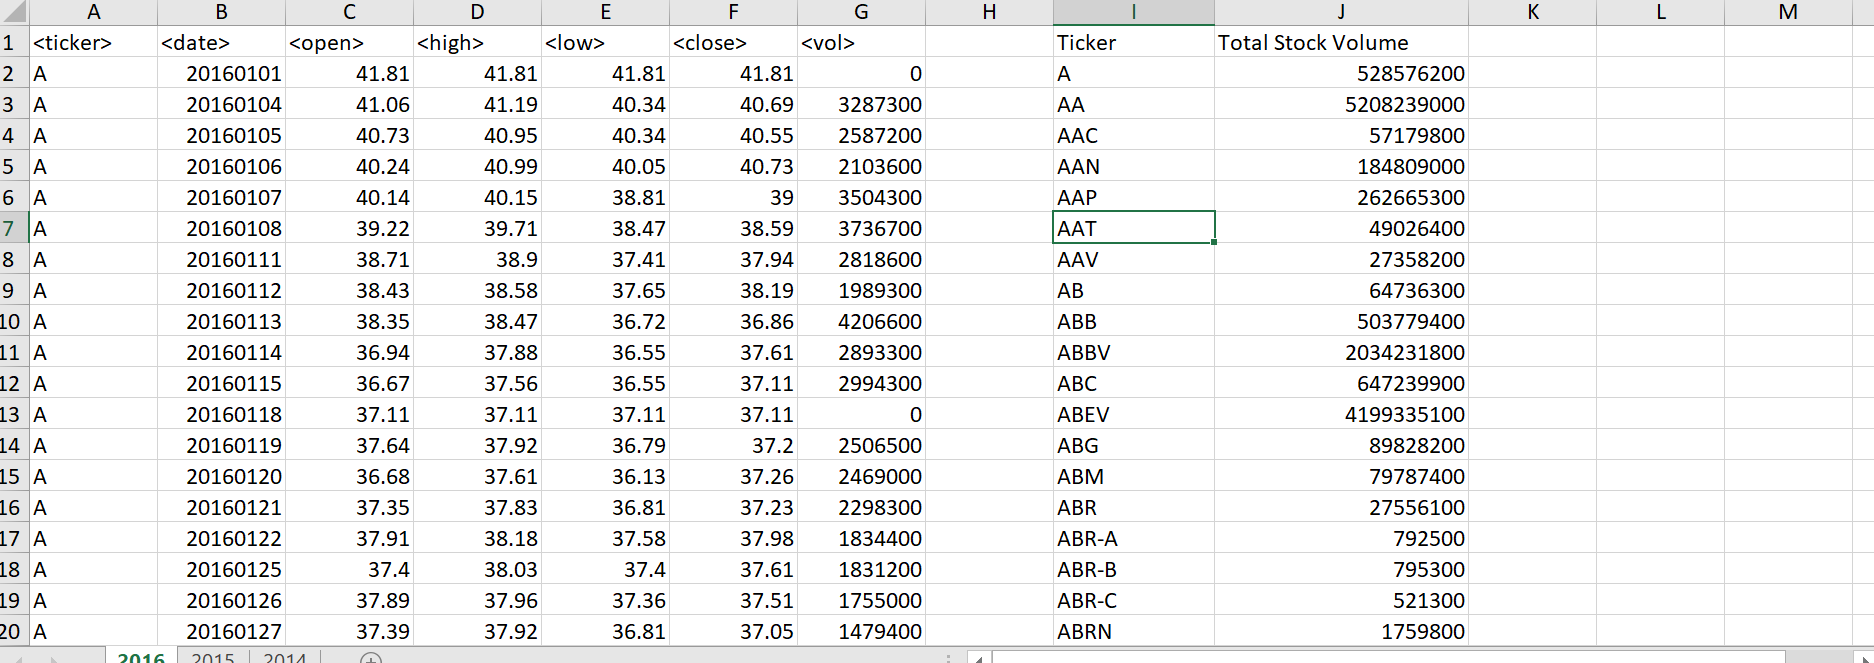 A B C D E F G H I J K L M
1 <ticker> <date> <open> <high> <low> <close> <vol> Ticker Total Stock Volume
2 A 20160101 41.81 41.81 41.81 41.81 0 A 528576200
3 A 20160104 41.06 41.19 40.34 40.69 3287300 AA 5208239000
4 A 20160105 40.73 40.95 40.34 40.55 2587200 AAC 57179800
5 A 20160106 40.24 40.99 40.05 40.73 2103600 AAN 184809000
6 A 20160107 40.14 40.15 38.81 39 3504300 AAP 262665300
7 A 20160108 39.22 39.71 38.47 38.59 3736700 AAT 49026400
8 A 20160111 38.71 38.9 37.41 37.94 2818600 AAV 27358200
9 A 20160112 38.43 38.58 37.65 38.19 1989300 AB 64736300
10 A 20160113 38.35 38.47 36.72 36.86 4206600 ABB 503779400
11 A 20160114 36.94 37.88 36.55 37.61 2893300 ABBV 2034231800
12 A 20160115 36.67 37.56 36.55 37.11 2994300 ABC 647239900
13 A 20160118 37.11 37.11 37.11 37.11 0 ABEV 4199335100
14 A 20160119 37.64 37.92 36.79 37.2 2506500 ABG 89828200
15 A 20160120 36.68 37.61 36.13 37.26 2469000 ABM 79787400
16 A 20160121 37.35 37.83 36.81 37.23 2298300 ABR 27556100
17 A 20160122 37.91 38.18 37.58 37.98 1834400 ABR-A 792500
18 A 20160125 37.4 38.03 37.4 37.61 1831200 ABR-B 795300
19 A 20160126 37.89 37.96 37.36 37.51 1755000 ABR-C 521300
20 A 20160127 37.39 37.92 36.81 37.05 1479400 ABRN 1759800
2016 2015 2014